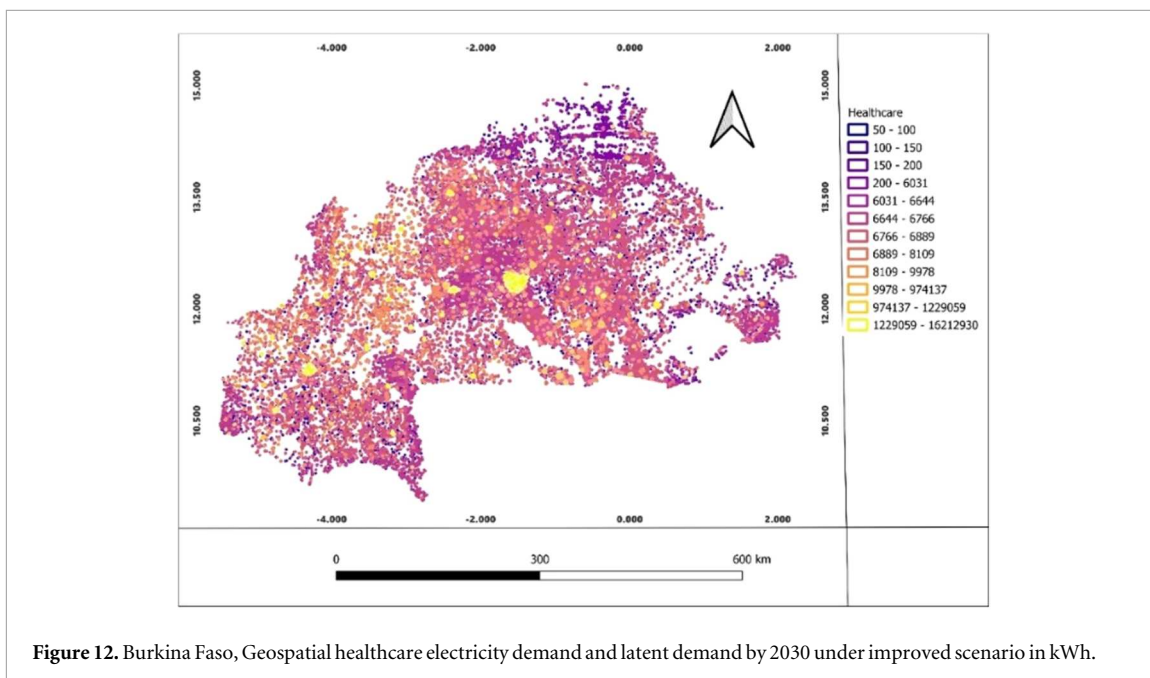 -4.000 -2.000 0.000 2.000
15.000 15.000
13.500 13.500
12.000 12.000
10.500 10.500
-4.000 -2.000 0.000 2.000
Healthcare
50 - 100
100 - 150
150 - 200
200 - 6031
6031 - 6644
6644 - 6766
6766 - 6889
6889 - 8109
8109 - 9978
9978 - 974137
974137 - 1229059
1229059 - 16212930
0 300 600 km
Figure 12. Burkina Faso, Geospatial healthcare electricity demand and latent demand by 2030 under improved scenario in kWh.